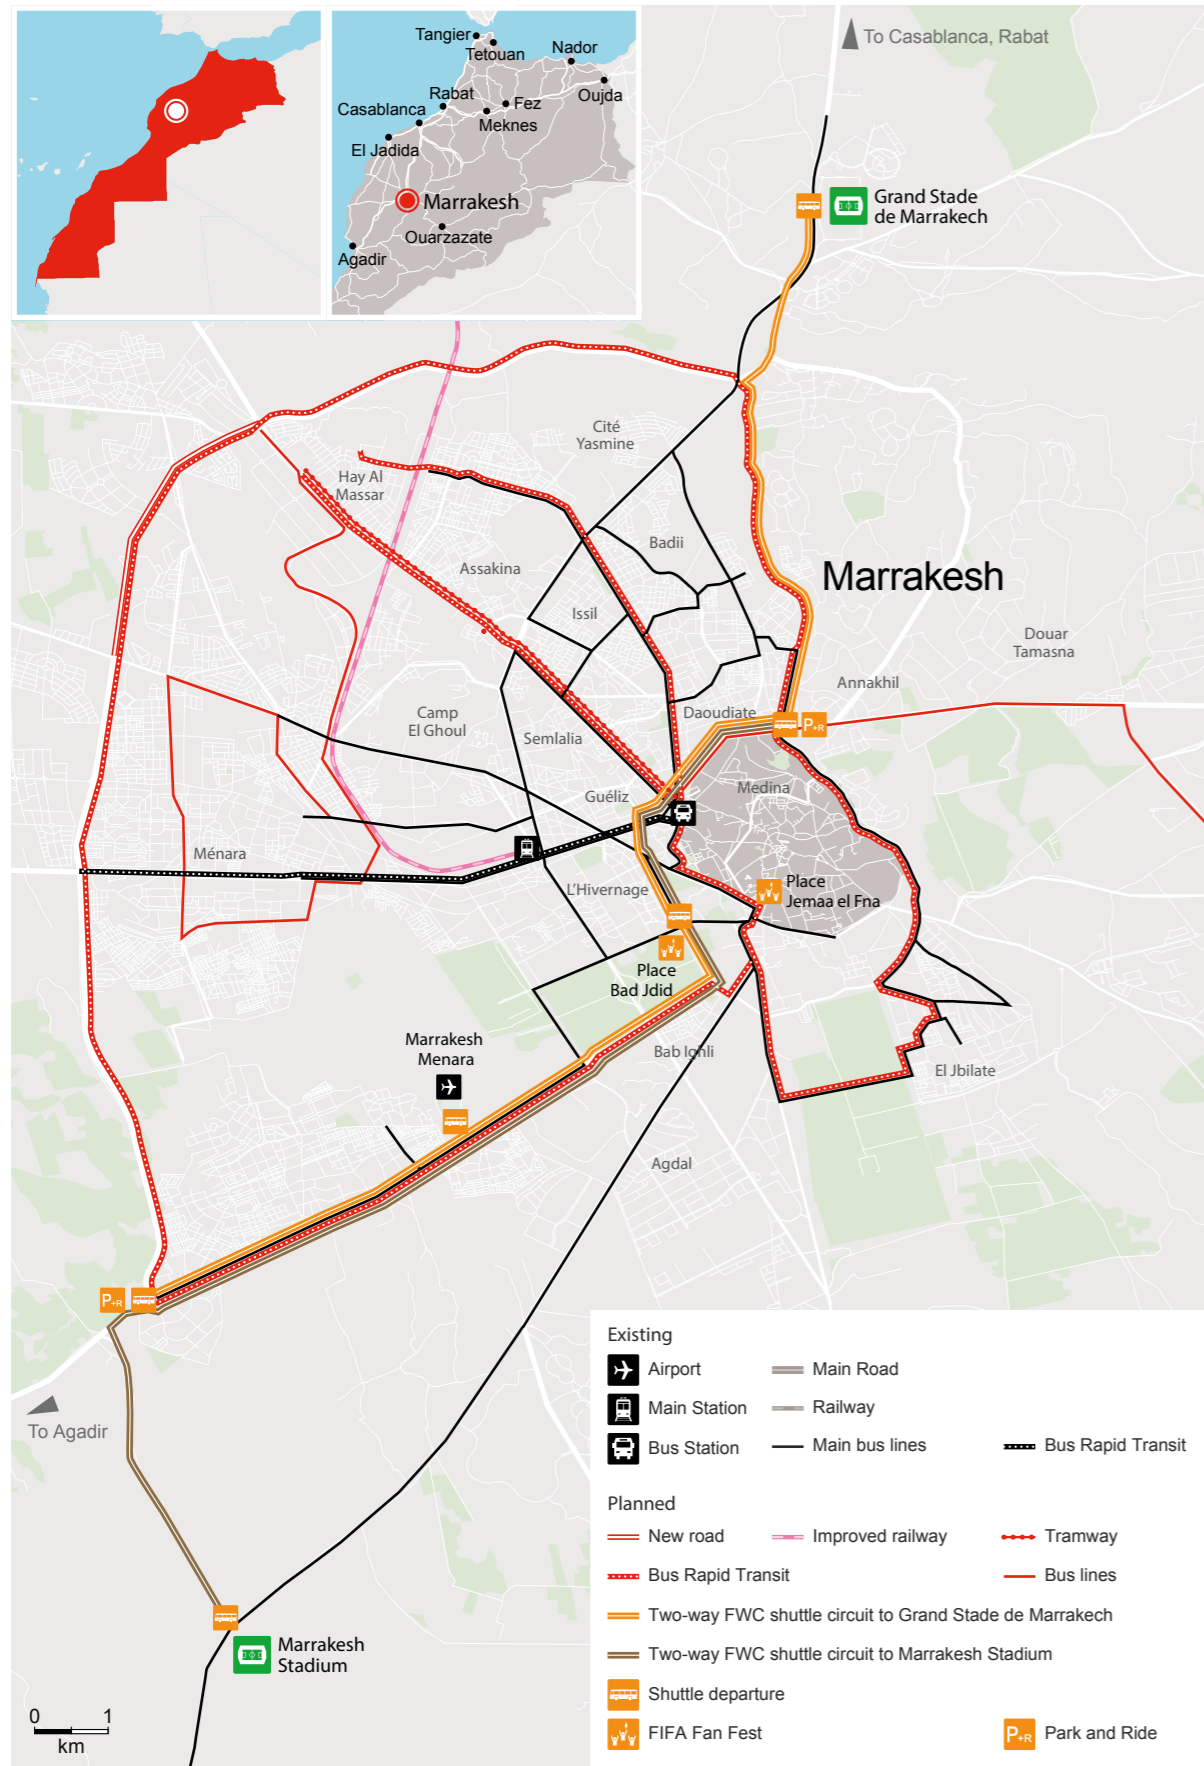 Tangier
Tetouan
Nador
Oujda
Rabat
Fez
Casablanca
Meknes
El Jadida
Marrakesh
Ouarzazate
Agadir
To Casablanca, Rabat
Grand Stade
de Marrakech
Cité
Yasmine
Hay Al
Massar
Badii
Assakina
Marrakesh
Issil
Douar
Tamasna
Annakhil
Camp
El Ghoul
Daoudiate
Semlalia
P+R
Medina
Guéliz
Ménara
L'Hivernage
Place
Jemaa el Fna
Place
Bad Jdid
Marrakesh
Menara
Bab Ighli
El Jbilate
Agdal
P+R
To Agadir
Marrakesh
Stadium
0 1
km
Existing
Airport
Main Road
Main Station
Railway
Bus Station
Main bus lines
Bus Rapid Transit
Planned
New road
Improved railway
Tramway
Bus Rapid Transit
Bus lines
Two-way FWC shuttle circuit to Grand Stade de Marrakech
Two-way FWC shuttle circuit to Marrakesh Stadium
Shuttle departure
FIFA Fan Fest
P+R
Park and Ride